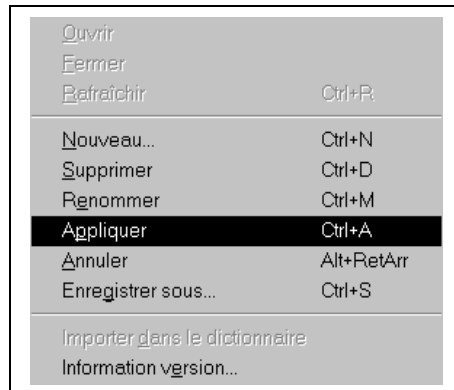 Ouvrir
Fermer
Rafraîchir Ctrl+R
Nouveau... Ctrl+N
Supprimer Ctrl+D
Renommer Ctrl+M
Appliquer Ctrl+A
Annuler Alt+RetArr
Enregistrer sous... Ctrl+S
Importer dans le dictionnaire
Information version...